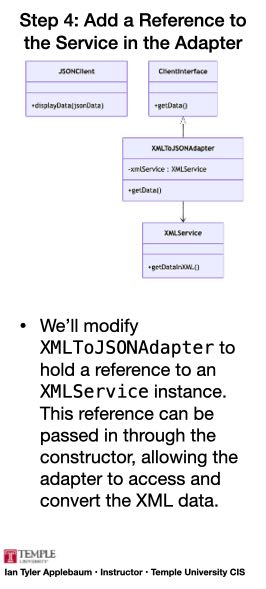 Step 4: Add a Reference to
the Service in the Adapter
JSONClient
+displayData(jsonData)
ClientInterface
+getData()
XMLToJSONAdapter
-xmlService : XMLService
+getData()
XMLService
+getDataInXML()
• We'll modify
XMLToJSONAdapter to
hold a reference to an
XMLService instance.
This reference can be
passed in through the
constructor, allowing the
adapter to access and
convert the XML data.
TEMPLE
UNIVERSITY
Ian Tyler Applebaum · Instructor · Temple University CIS